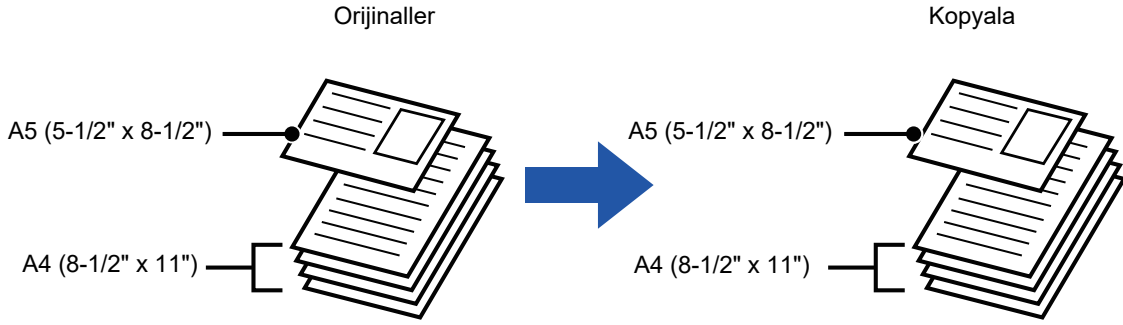 Orijinaller
Kopyala
A5 (5-1/2" x 8-1/2")
A5 (5-1/2" x 8-1/2")
A4 (8-1/2" x 11")
A4 (8-1/2" x 11")